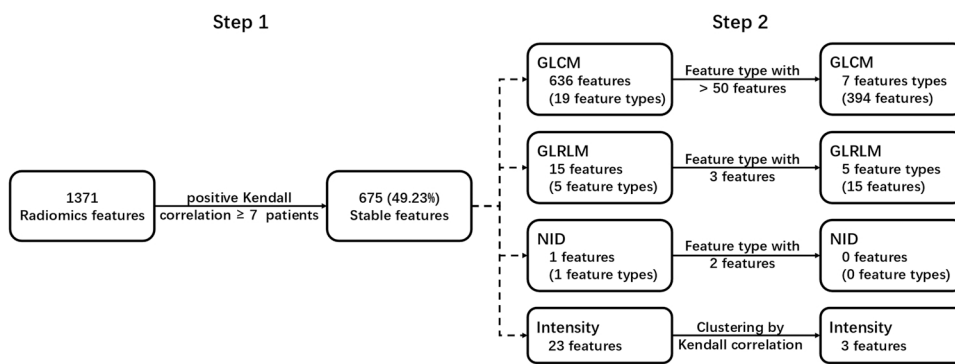 Step 1
Step 2
1371
Radiomics features
positive Kendall
correlation ≥ 7 patients
675 (49.23%)
Stable features
GLCM
636 features
(19 feature types)
Feature type with
> 50 features
GLCM
7 features types
(394 features)
GLRLM
15 features
(5 feature types)
Feature type with
3 features
GLRLM
5 feature types
(15 features)
NID
1 features
(1 feature types)
Feature type with
2 features
NID
0 features
(0 feature types)
Intensity
23 features
Clustering by
Kendall correlation
Intensity
3 features